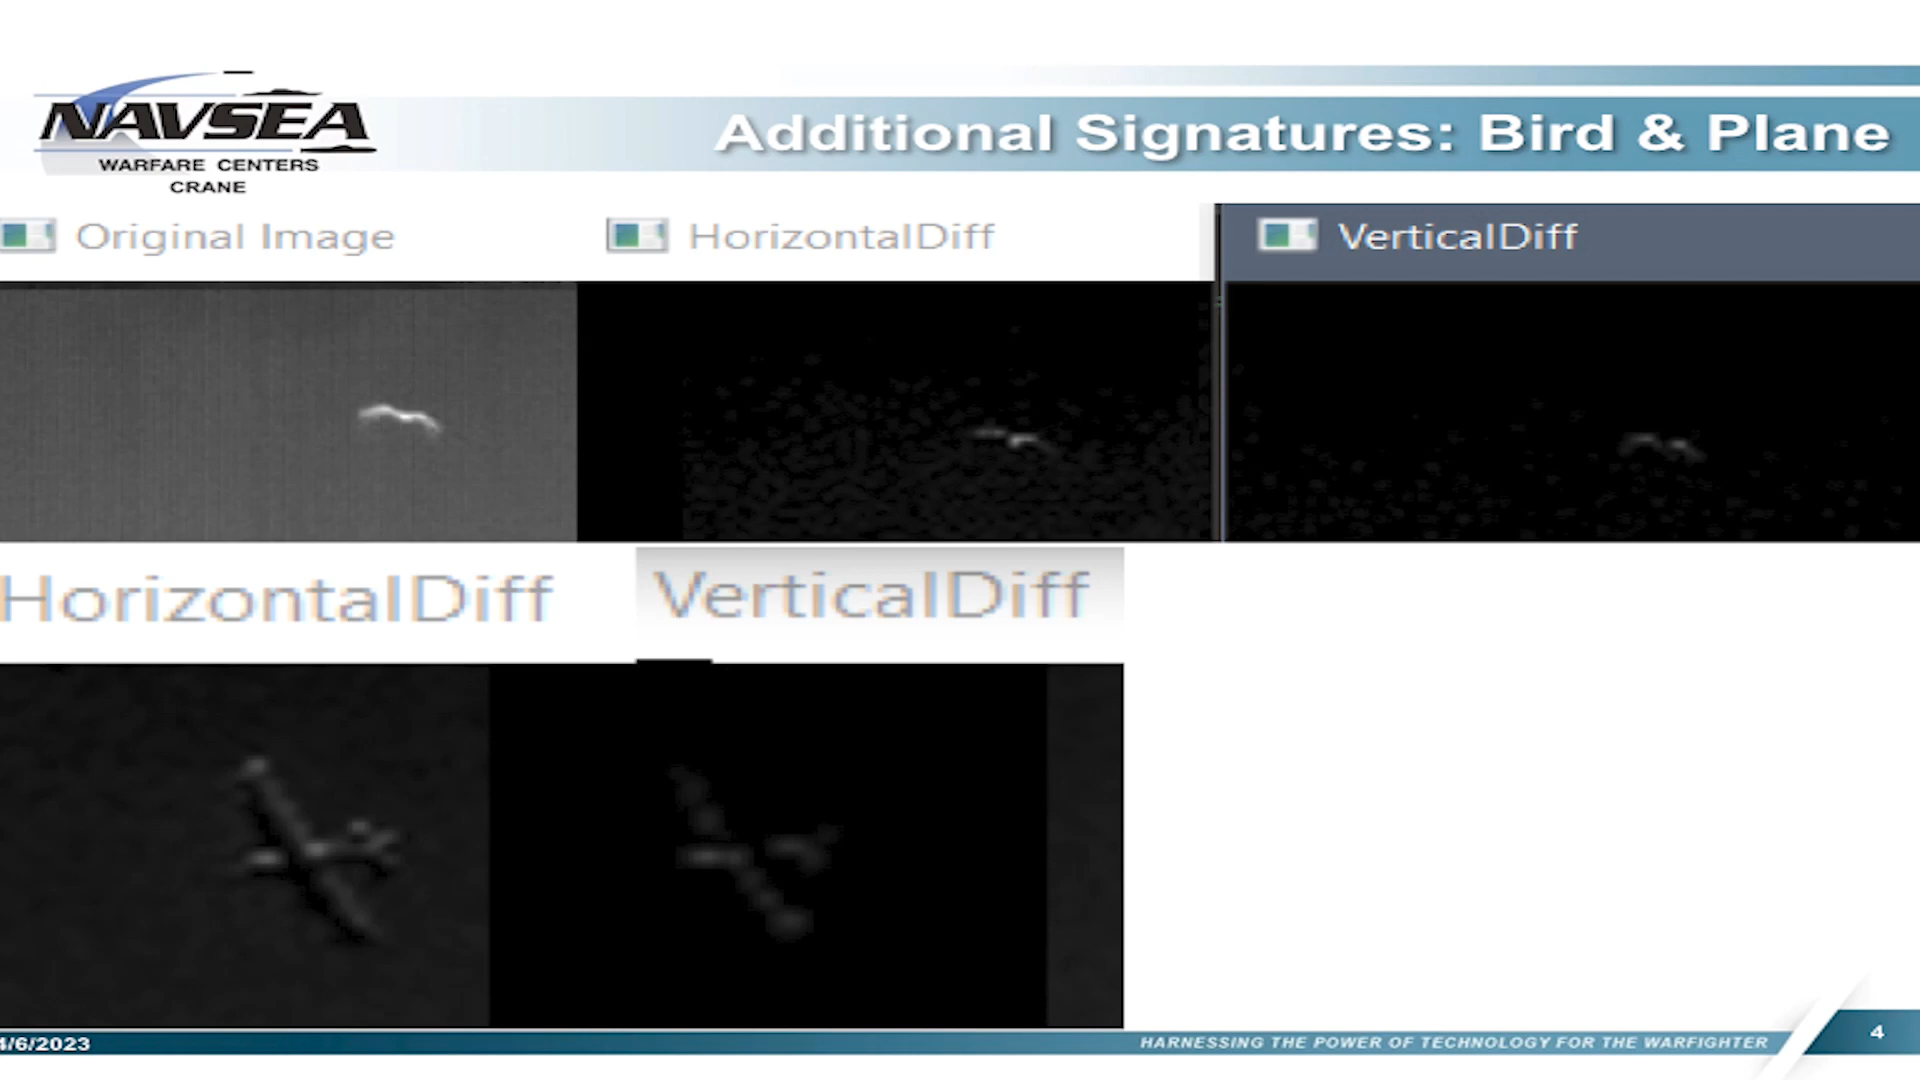 NAVSEA
WARFARE CENTERS
CRANE
Additional Signatures: Bird & Plane
Original Image
HorizontalDiff
VerticalDiff
HorizontalDiff
VerticalDiff
4/6/2023
HARNESSING THE POWER OF TECHNOLOGY FOR THE WARFIGHTER
4